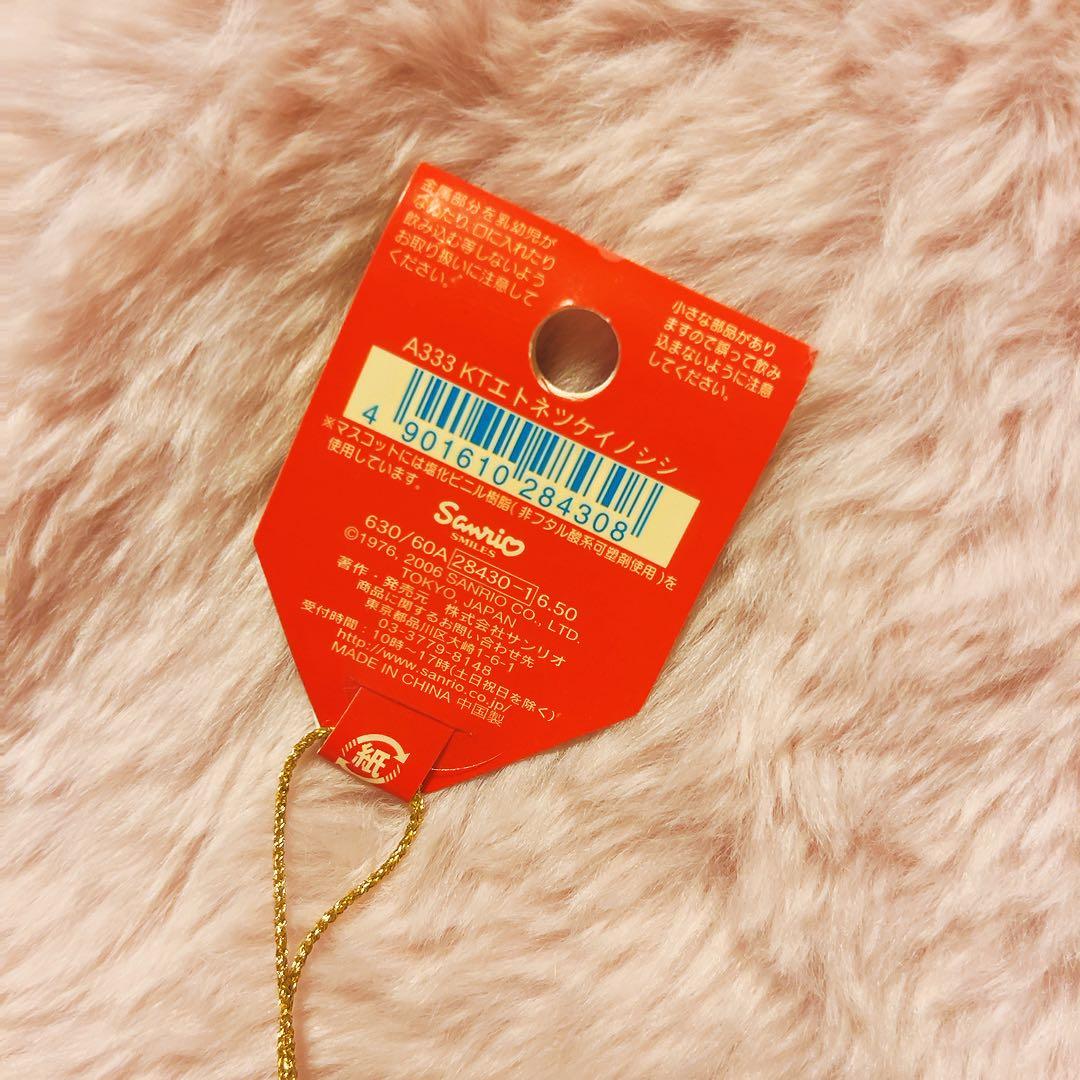 金属部分を乳幼児が
なめたり、口に入れたり
飲み込む等しないよう
お取り扱いに注意して
ください。
小さな部品があり
ますので誤って飲み
込まないように注意
してください。
A333 KTエトネツケイノシシ
4 901610 284308
※マスコットには塩化ビニル樹脂(非フタル酸系可塑剤使用)を
使用しています。
Sanrio
SMILES
630/60A 28430-1 6.50
©1976, 2006 SANRIO CO., LTD.
TOKYO, JAPAN
著作・発売元 株式会社サンリオ
商品に関するお問い合わせ先
東京都品川区大崎1-6-1
03-3779-8148
受付時間：10時〜17時(土日祝日を除く)
http://www.sanrio.co.jp/
MADE IN CHINA 中国製
紙